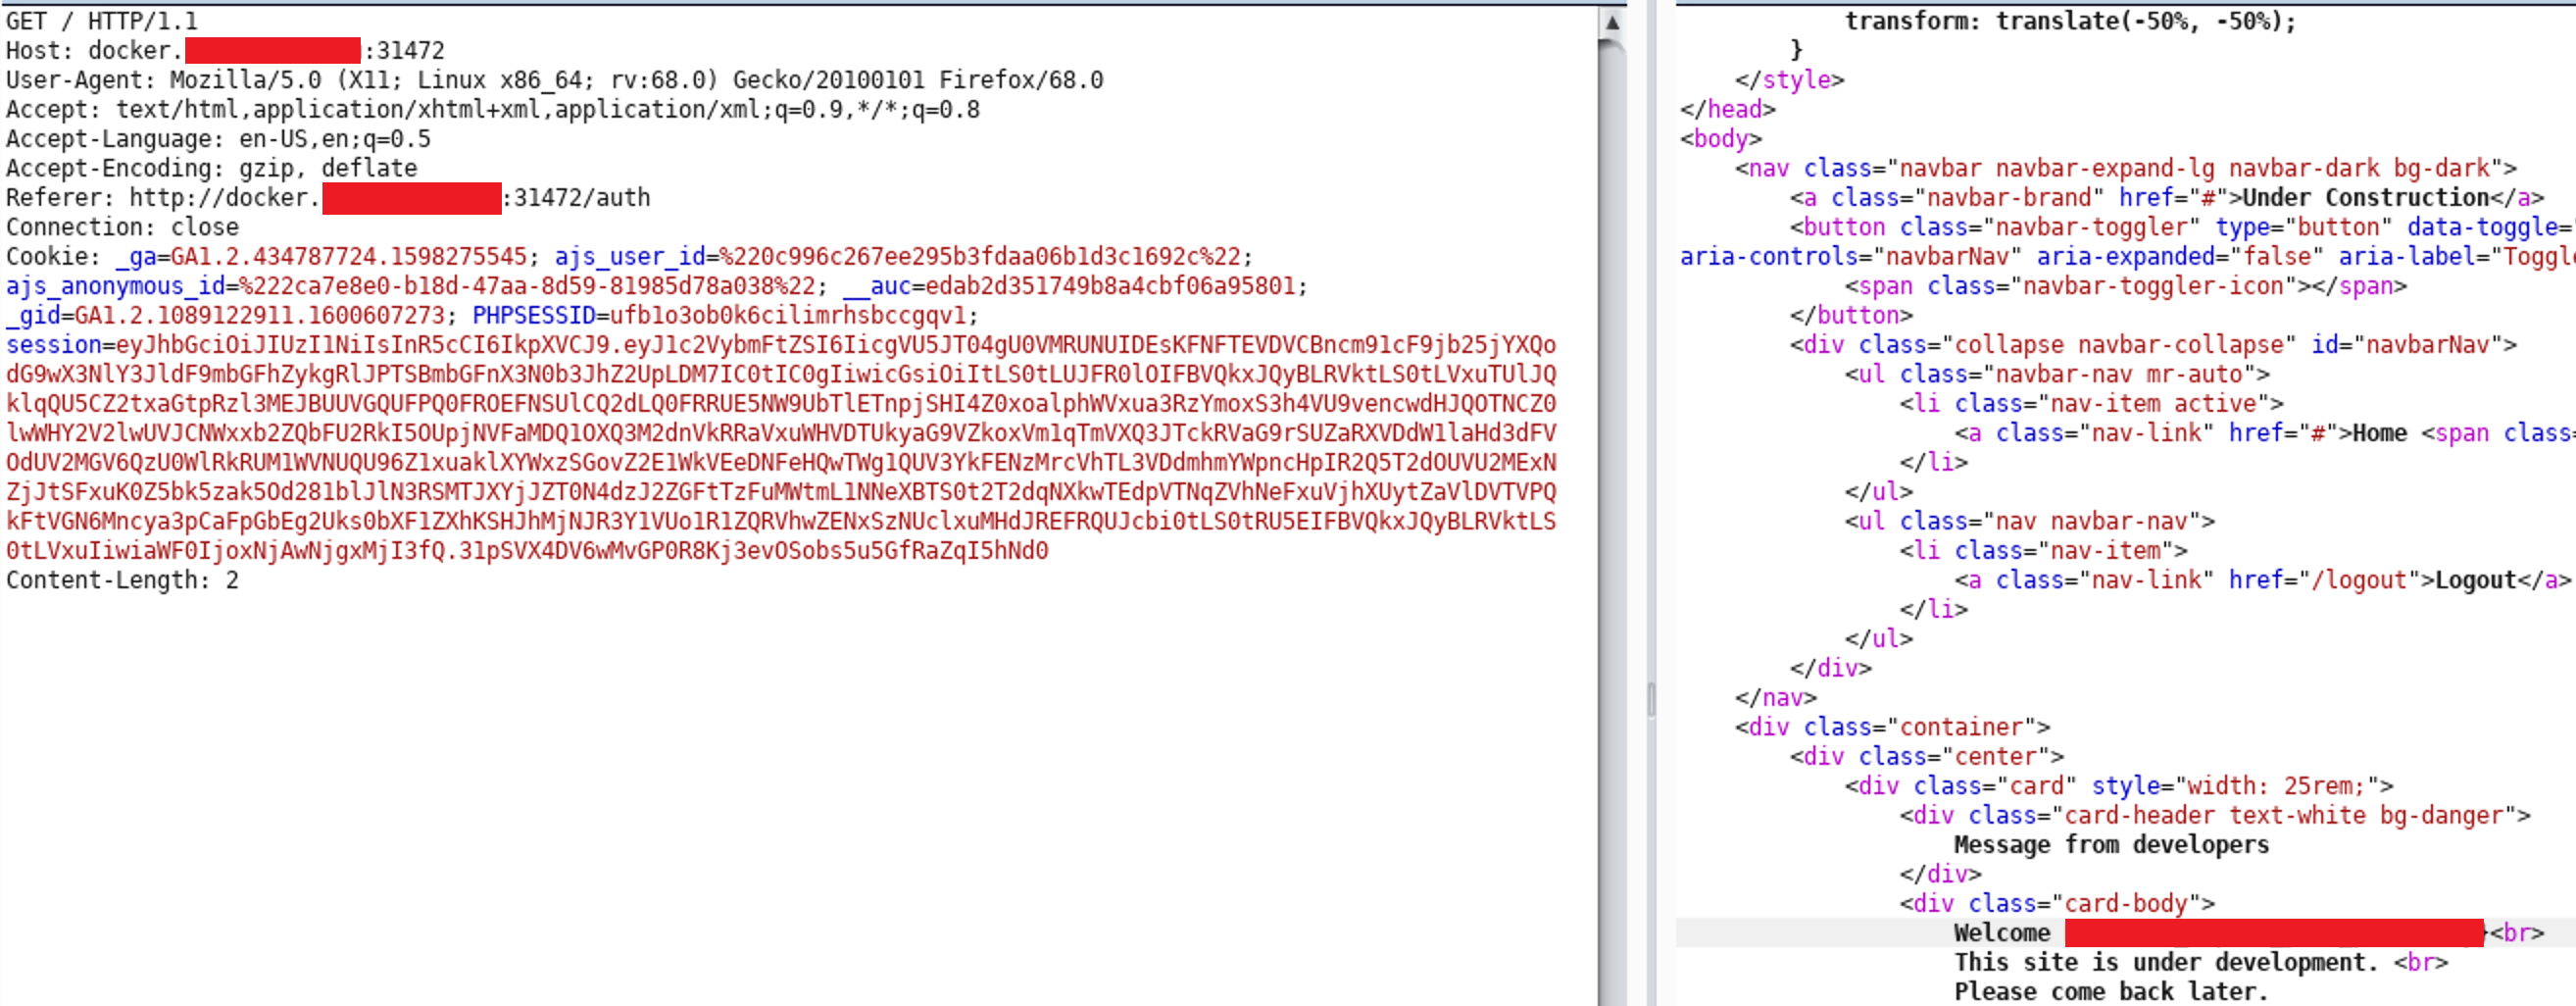 GET / HTTP/1.1
Host: docker. :31472
User-Agent: Mozilla/5.0 (X11; Linux x86_64; rv:68.0) Gecko/20100101 Firefox/68.0
Accept: text/html,application/xhtml+xml,application/xml;q=0.9,*/*;q=0.8
Accept-Language: en-US,en;q=0.5
Accept-Encoding: gzip, deflate
Referer: http://docker. :31472/auth
Connection: close
Cookie: _ga=GA1.2.434787724.1598275545; ajs_user_id=%220c996c267ee295b3fdaa06b1d3c1692c%22;
ajs_anonymous_id=%222ca7e8e0-b18d-47aa-8d59-81985d78a038%22; __auc=edab2d351749b8a4cbf06a95801;
_gid=GA1.2.1089122911.1600607273; PHPSESSID=ufb1o3ob0k6cilimrhsbccgqv1;
session=eyJhbGciOiJIUzI1NiIsInR5cCI6IkpXVCJ9.eyJ1c2VybmFtZSI6IicgVU5JT04gU0VMRUNUIDEsKFNFTEVDVCBncm91cF9jb25jYXQo
dG9wX3NlY3JldF9mbGFhZykgRlJPTSBmbGFnX3N0b3JhZ2UpLDM7IC0tIC0gIiwicGsiOiItLS0tLUJFR0lOIFBVQkxJQyBLRVktLS0tLVxuTUlJQ
Content-Length: 2
transform: translate(-50%, -50%);
}
</style>
</head>
<body>
<nav class="navbar navbar-expand-lg navbar-dark bg-dark">
<a class="navbar-brand" href="#">Under Construction</a>
<button class="navbar-toggler" type="button" data-toggle=
aria-controls="navbarNav" aria-expanded="false" aria-label="Toggl
<span class="navbar-toggler-icon"></span>
</button>
<div class="collapse navbar-collapse" id="navbarNav">
<ul class="navbar-nav mr-auto">
<li class="nav-item active">
<a class="nav-link" href="#">Home <span class=
</li>
</ul>
<ul class="nav navbar-nav">
<li class="nav-item">
<a class="nav-link" href="/logout">Logout</a>
</li>
</ul>
</div>
</nav>
<div class="container">
<div class="center">
<div class="card" style="width: 25rem;">
<div class="card-header text-white bg-danger">
Message from developers
</div>
<div class="card-body">
Welcome <br>
This site is under development. <br>
Please come back later.